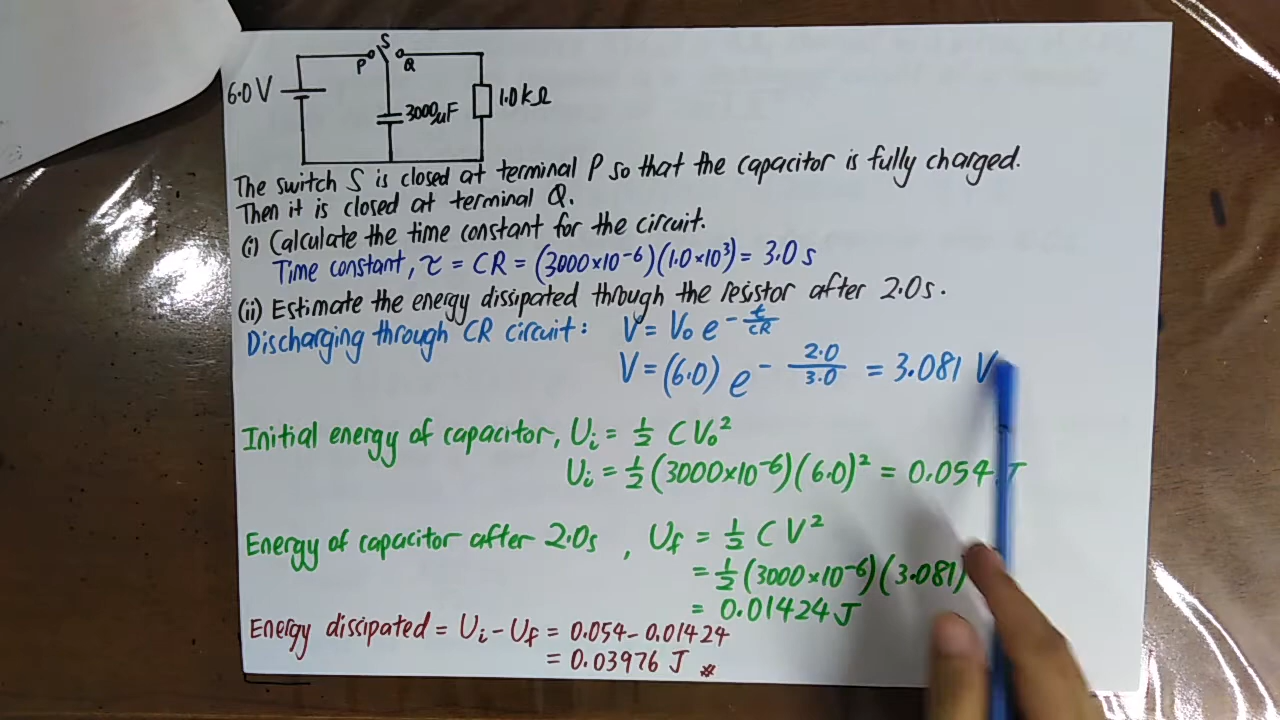 S
P
Q
6.0V
3000μF
1.0kΩ
The switch S is closed at terminal P so that the capacitor is fully charged.
Then it is closed at terminal Q.
(i) Calculate the time constant for the circuit.
Time constant, τ = CR = (3000×10⁻⁶)(1.0×10³) = 3.0 s
(ii) Estimate the energy dissipated through the resistor after 2.0s.
Discharging through CR circuit: V = V₀ e^(-t/CR)
V = (6.0) e^(-2.0/3.0) = 3.081 V
Initial energy of capacitor, Uᵢ = ½ CV₀²
Uᵢ = ½ (3000×10⁻⁶)(6.0)² = 0.054 J
Energy of capacitor after 2.0s, U_f = ½ C V²
= ½ (3000×10⁻⁶)(3.081)
= 0.01424 J
Energy dissipated = Uᵢ - U_f = 0.054 - 0.01424
= 0.03976 J